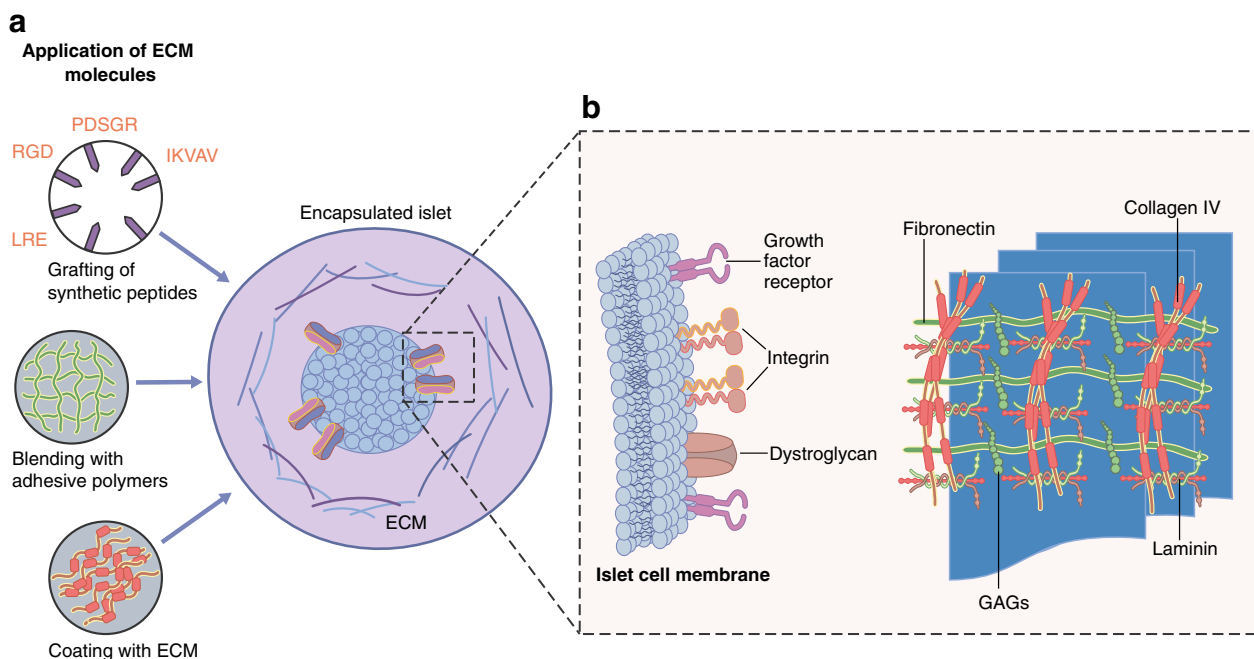 a
Application of ECM
molecules
PDSGR
RGD
IKVAV
LRE
Grafting of
synthetic peptides
Blending with
adhesive polymers
Coating with ECM
Encapsulated islet
ECM
b
Growth
factor
receptor
Integrin
Dystroglycan
Islet cell membrane
Fibronectin
Collagen IV
Laminin
GAGs